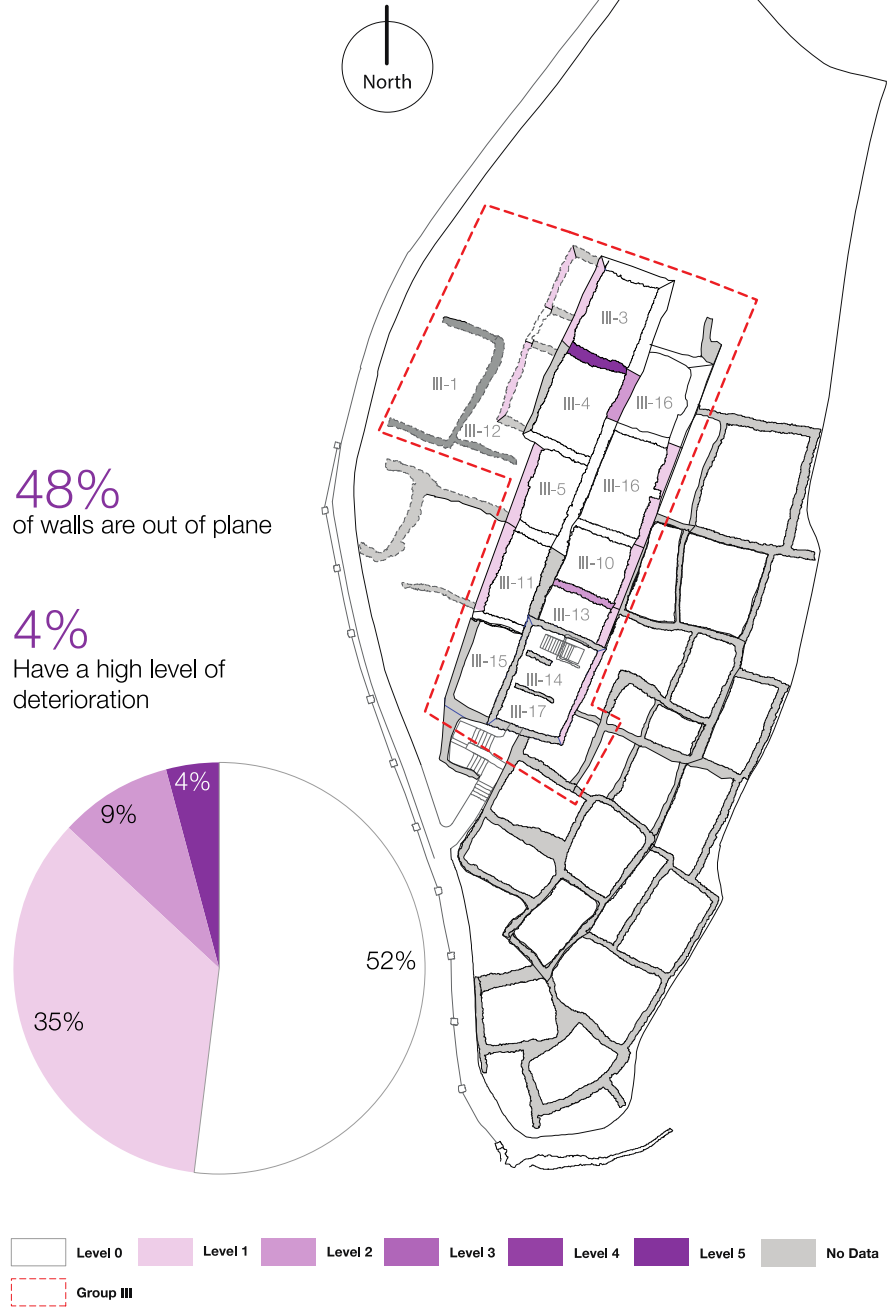 North
III-3
III-1
III-4
III-16
III-12
48%
of walls are out of plane
III-5
III-16
III-10
III-11
III-13
4%
Have a high level of
deterioration
III-15
III-14
III-17
4%
9%
52%
35%
Level 0
Level 1
Level 2
Level 3
Level 4
Level 5
No Data
Group III